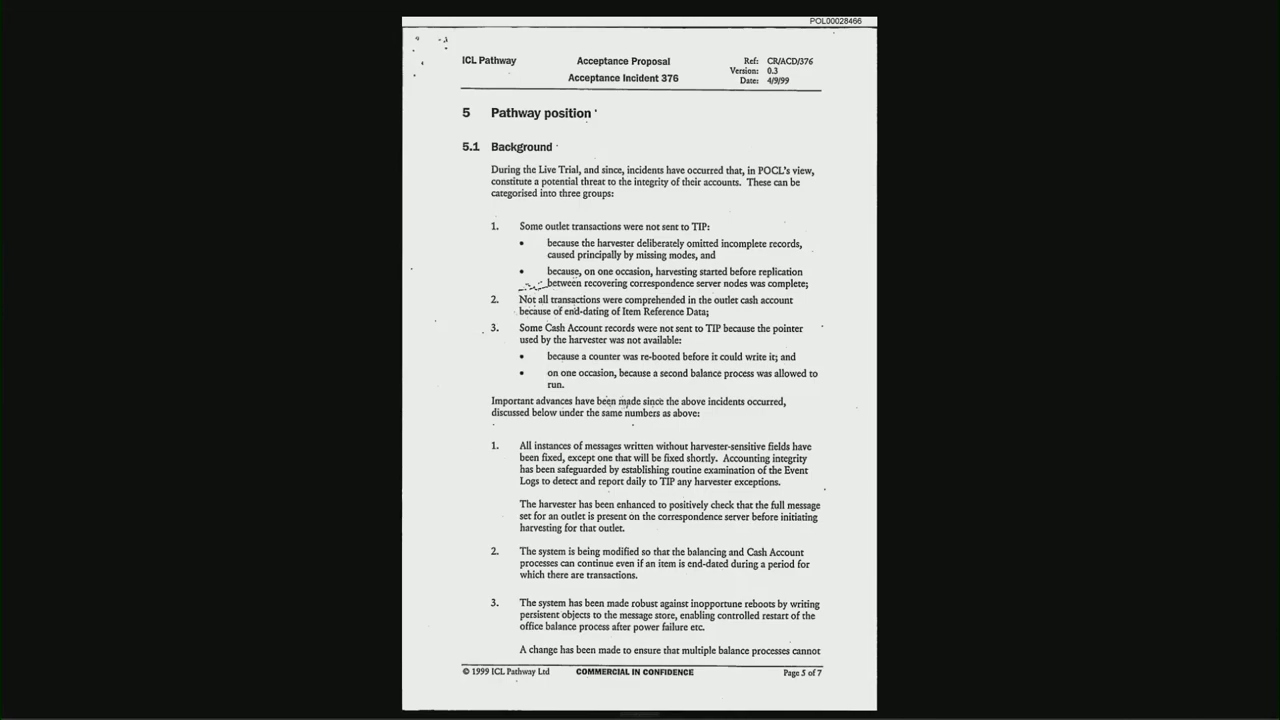 POL00028466
ICL Pathway
Acceptance Proposal
Acceptance Incident 376
Ref: CR/ACD/376
Version: 0.3
Date: 4/9/99
5 Pathway position
5.1 Background
During the Live Trial, and since, incidents have occurred that, in POCL's view,
constitute a potential threat to the integrity of their accounts. These can be
categorised into three groups:
1. Some outlet transactions were not sent to TIP:
• because the harvester deliberately omitted incomplete records,
caused principally by missing modes, and
• because, on one occasion, harvesting started before replication
between recovering correspondence server nodes was complete;
2. Not all transactions were comprehended in the outlet cash account
because of end-dating of Item Reference Data;
3. Some Cash Account records were not sent to TIP because the pointer
used by the harvester was not available:
• because a counter was re-booted before it could write it; and
• on one occasion, because a second balance process was allowed to
run.
Important advances have been made since the above incidents occurred,
discussed below under the same numbers as above:
1. All instances of messages written without harvester-sensitive fields have
been fixed, except one that will be fixed shortly. Accounting integrity
has been safeguarded by establishing routine examination of the Event
Logs to detect and report daily to TIP any harvester exceptions.
The harvester has been enhanced to positively check that the full message
set for an outlet is present on the correspondence server before initiating
harvesting for that outlet.
2. The system is being modified so that the balancing and Cash Account
processes can continue even if an item is end-dated during a period for
which there are transactions.
3. The system has been made robust against inopportune reboots by writing
persistent objects to the message store, enabling controlled restart of the
office balance process after power failure etc.
A change has been made to ensure that multiple balance processes cannot
© 1999 ICL Pathway Ltd
COMMERCIAL IN CONFIDENCE
Page 5 of 7